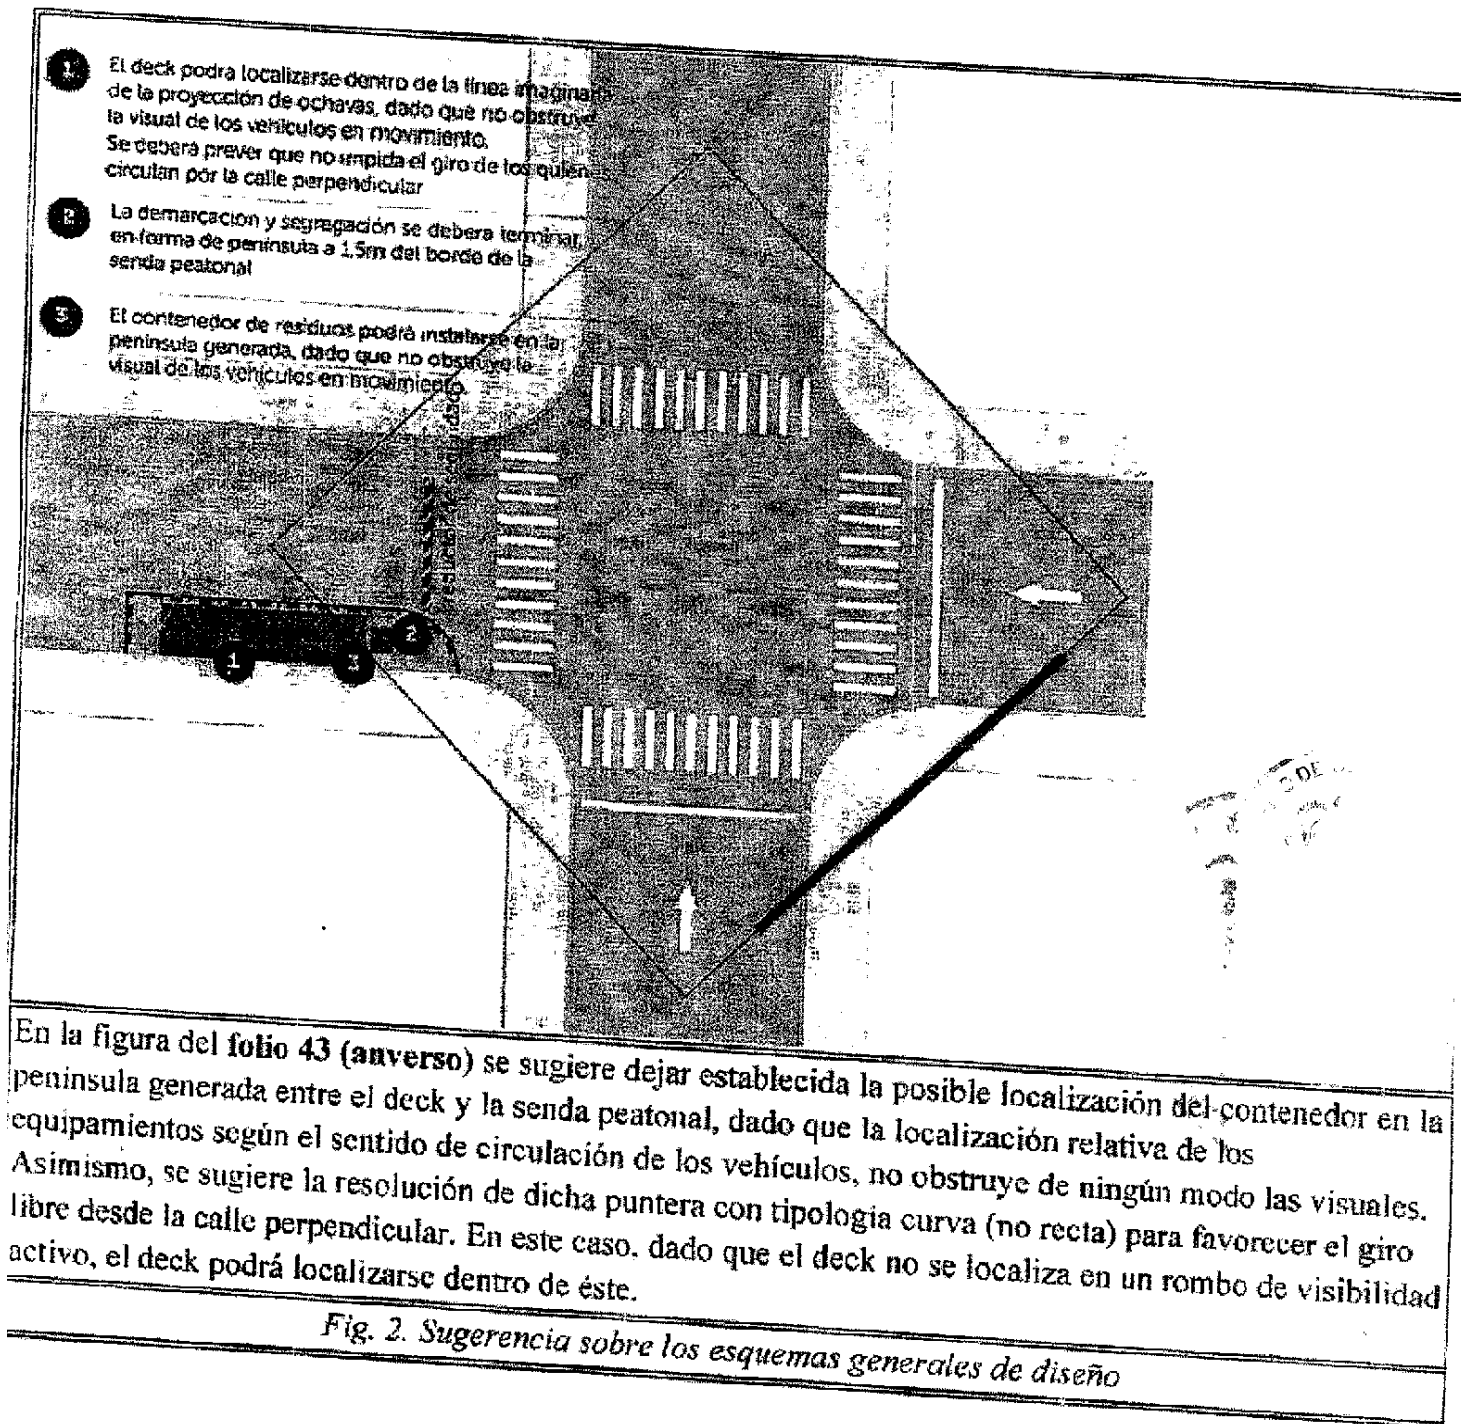 1
El deck podra localizarse dentro de la línea imaginaria
de la proyección de ochavas, dado que no obstruye
la visual de los vehículos en movimiento.
Se debera prever que no impida el giro de los quienes
circulan por la calle perpendicular
2
La demarcacion y segregación se debera terminar
en forma de península a 1.5m del borde de la
senda peatonal
3
El contenedor de residuos podrá instalarse en la
península generada, dado que no obstruye la
visual de los vehículos en movimiento
2
1
3
DE
En la figura del folio 43 (anverso) se sugiere dejar establecida la posible localización del contenedor en la
península generada entre el deck y la senda peatonal, dado que la localización relativa de los
equipamientos según el sentido de circulación de los vehículos, no obstruye de ningún modo las visuales.
Asimismo, se sugiere la resolución de dicha puntera con tipología curva (no recta) para favorecer el giro
libre desde la calle perpendicular. En este caso, dado que el deck no se localiza en un rombo de visibilidad
activo, el deck podrá localizarse dentro de éste.
Fig. 2. Sugerencia sobre los esquemas generales de diseño